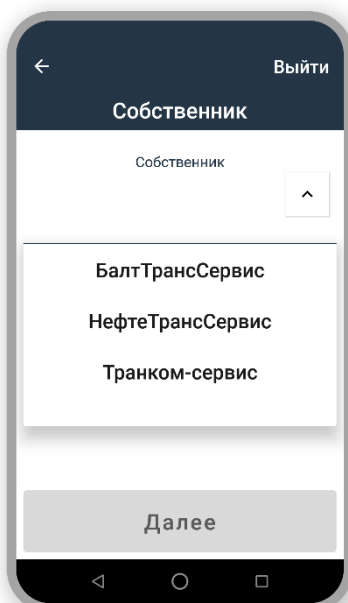 Выйти
Собственник
Собственник
БалтТрансСервис
НефтеТрансСервис
Транком-сервис
Далее